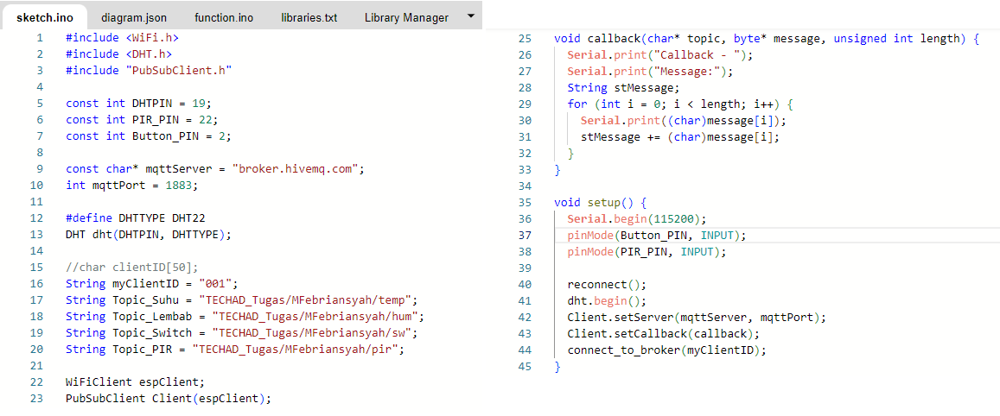 sketch.ino diagram.json function.ino libraries.txt Library Manager
1 #include <WiFi.h>
2 #include <DHT.h>
3 #include "PubSubClient.h"
4
5 const int DHTPIN = 19;
6 const int PIR_PIN = 22;
7 const int Button_PIN = 2;
8
9 const char* mqttServer = "broker.hivemq.com";
10 int mqttPort = 1883;
11
12 #define DHTTYPE DHT22
13 DHT dht(DHTPIN, DHTTYPE);
14
15 //char clientID[50];
16 String myClientID = "001";
17 String Topic_Suhu = "TECHAD_Tugas/MFebriansyah/temp";
18 String Topic_Lembab = "TECHAD_Tugas/MFebriansyah/hum";
19 String Topic_Switch = "TECHAD_Tugas/MFebriansyah/sw";
20 String Topic_PIR = "TECHAD_Tugas/MFebriansyah/pir";
21
22 WiFiClient espClient;
23 PubSubClient Client(espClient);
25 void callback(char* topic, byte* message, unsigned int length) {
26 Serial.print("Callback - ");
27 Serial.print("Message:");
28 String stMessage;
29 for (int i = 0; i < length; i++) {
30 Serial.print((char)message[i]);
31 stMessage += (char)message[i];
32 }
33 }
34
35 void setup() {
36 Serial.begin(115200);
37 pinMode(Button_PIN, INPUT);
38 pinMode(PIR_PIN, INPUT);
39
40 reconnect();
41 dht.begin();
42 Client.setServer(mqttServer, mqttPort);
43 Client.setCallback(callback);
44 connect_to_broker(myClientID);
45 }